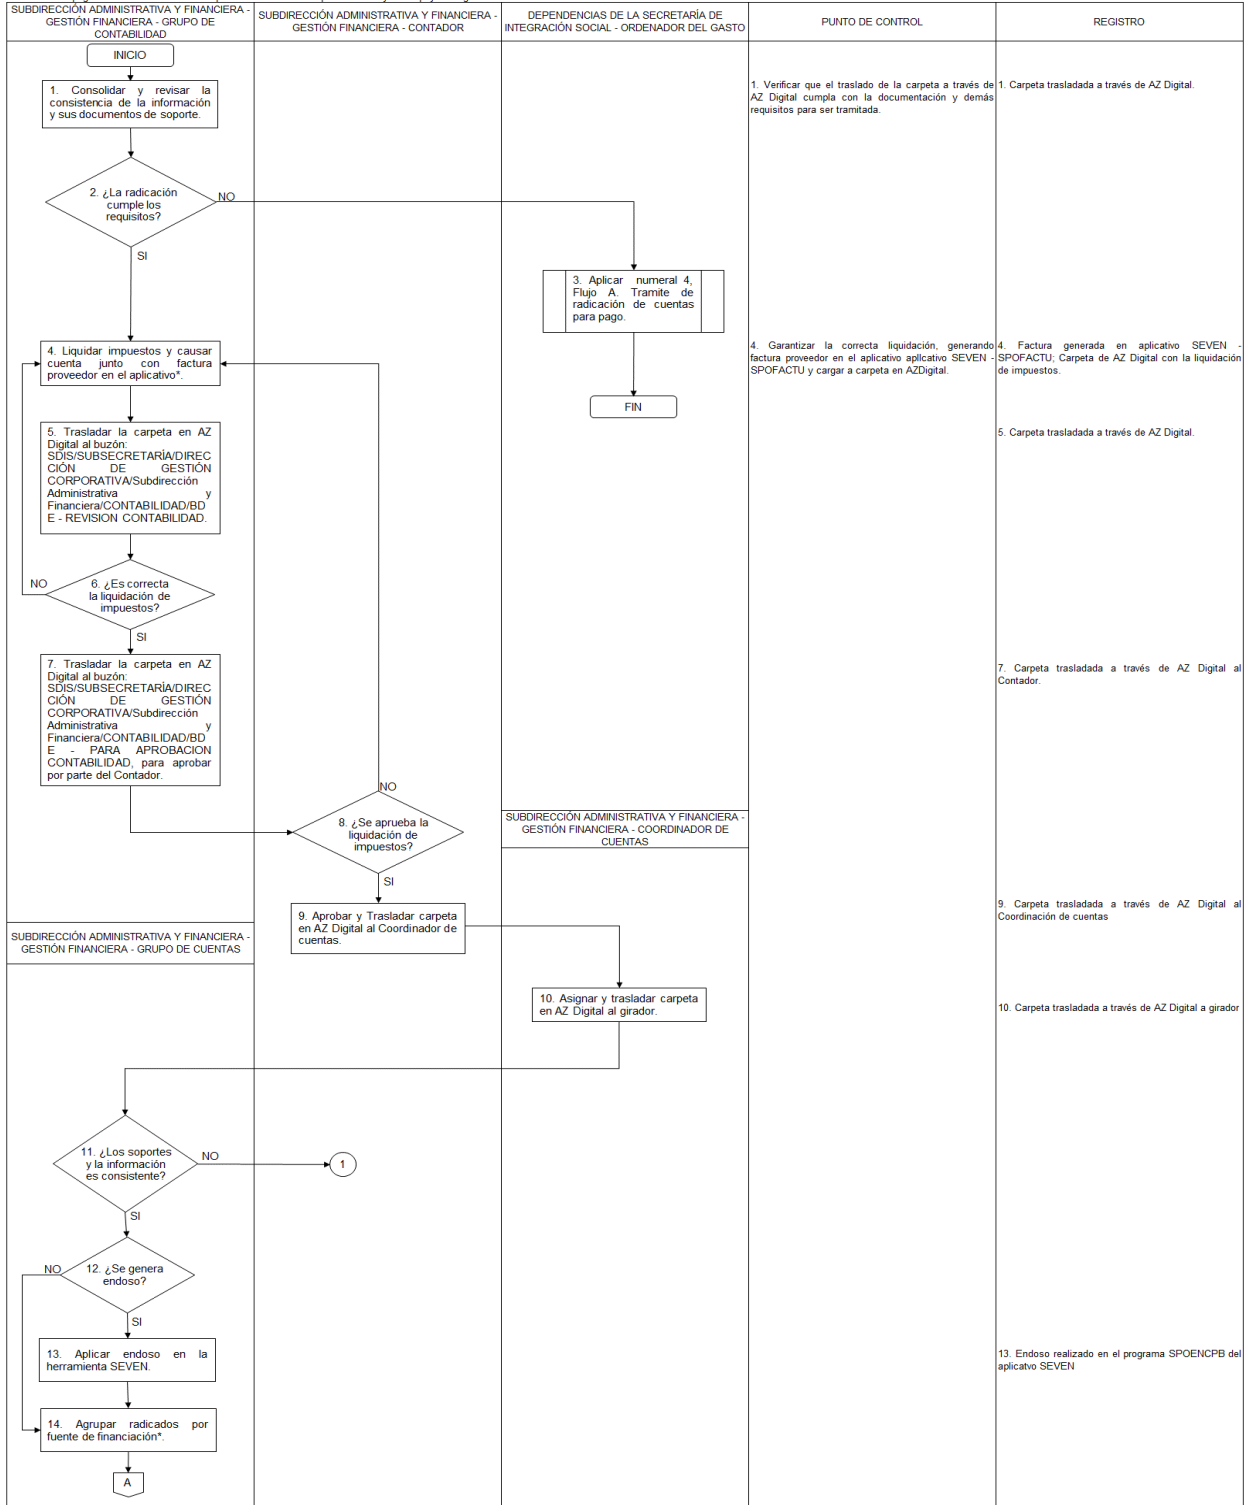 SUBDIRECCIÓN ADMINISTRATIVA Y FINANCIERA -
GESTIÓN FINANCIERA - GRUPO DE
CONTABILIDAD
SUBDIRECCIÓN ADMINISTRATIVA Y FINANCIERA -
GESTIÓN FINANCIERA - CONTADOR
DEPENDENCIAS DE LA SECRETARÍA DE
INTEGRACIÓN SOCIAL - ORDENADOR DEL GASTO
PUNTO DE CONTROL
REGISTRO
INICIO
1. Consolidar y revisar la
consistencia de la información
y sus documentos de soporte.
1. Verificar que el traslado de la carpeta a través de
AZ Digital cumpla con la documentación y demás
requisitos para ser tramitada.
1. Carpeta trasladada a través de AZ Digital.
2. ¿La radicación
cumple los
requisitos?
NO
SI
3. Aplicar numeral 4,
Flujo A. Tramite de
radicación de cuentas
para pago.
4. Liquidar impuestos y causar
cuenta junto con factura
proveedor en el aplicativo*.
4. Garantizar la correcta liquidación, generando
factura proveedor en el aplicativo apllcativo SEVEN -
SPOFACTU y cargar a carpeta en AZDigital.
4. Factura generada en aplicativo SEVEN -
SPOFACTU; Carpeta de AZ Digital con la liquidación
de impuestos.
FIN
5. Trasladar la carpeta en AZ
Digital al buzón:
SDIS/SUBSECRETARÍA/DIREC
CIÓN DE GESTIÓN
CORPORATIVA/Subdirección
Administrativa y
Financiera/CONTABILIDAD/BD
E - REVISION CONTABILIDAD.
5. Carpeta trasladada a través de AZ Digital.
NO
6. ¿Es correcta
la liquidación de
impuestos?
SI
7. Trasladar la carpeta en AZ
Digital al buzón:
SDIS/SUBSECRETARÍA/DIREC
CIÓN DE GESTIÓN
CORPORATIVA/Subdirección
Administrativa y
Financiera/CONTABILIDAD/BD
E - PARA APROBACION
CONTABILIDAD, para aprobar
por parte del Contador.
7. Carpeta trasladada a través de AZ Digital al
Contador.
NO
8. ¿Se aprueba la
liquidación de
impuestos?
SI
SUBDIRECCIÓN ADMINISTRATIVA Y FINANCIERA -
GESTIÓN FINANCIERA - COORDINADOR DE
CUENTAS
9. Aprobar y Trasladar carpeta
en AZ Digital al Coordinador de
cuentas.
9. Carpeta trasladada a través de AZ Digital al
Coordinación de cuentas
SUBDIRECCIÓN ADMINISTRATIVA Y FINANCIERA -
GESTIÓN FINANCIERA - GRUPO DE CUENTAS
10. Asignar y trasladar carpeta
en AZ Digital al girador.
10. Carpeta trasladada a través de AZ Digital a girador
11. ¿Los soportes
y la información
es consistente?
NO
1
SI
NO
12. ¿Se genera
endoso?
SI
13. Aplicar endoso en la
herramienta SEVEN.
13. Endoso realizado en el programa SPOENCPB del
aplicatvo SEVEN
14. Agrupar radicados por
fuente de financiación*.
A